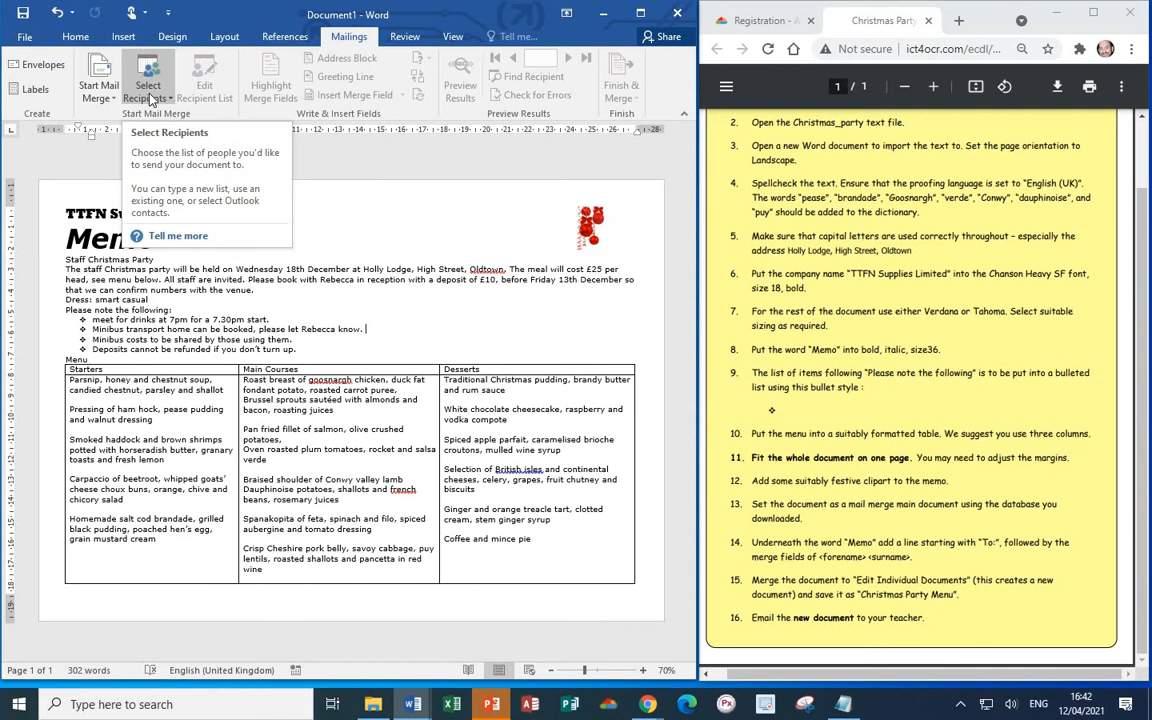 Document1 - Word
File
Home
Insert
Design
Layout
References
Mailings
Review
View
Tell me...
Share
Envelopes
Labels
Create
Start Mail
Merge
Select
Recipients
Edit
Recipient List
Start Mail Merge
Highlight
Merge Fields
Address Block
Greeting Line
Insert Merge Field
Write & Insert Fields
Preview
Results
Find Recipient
Check for Errors
Preview Results
Finish &
Merge
Finish
Select Recipients
Choose the list of people you'd like
to send your document to.
You can type a new list, use an
existing one, or select Outlook
contacts.
Tell me more
TTFN Su
Memo
Staff Christmas Party
The staff Christmas party will be held on Wednesday 18th December at Holly Lodge, High Street, Oldtown, The meal will cost £25 per
head, see menu below. All staff are invited. Please book with Rebecca in reception with a deposit of £10, before Friday 13th December so
that we can confirm numbers with the venue.
Dress: smart casual
Please note the following:
❖ meet for drinks at 7pm for a 7.30pm start.
❖ Minibus transport home can be booked, please let Rebecca know.
❖ Minibus costs to be shared by those using them.
❖ Deposits cannot be refunded if you don't turn up.
Menu
Starters
Parsnip, honey and chestnut soup,
candied chestnut, parsley and shallot
Pressing of ham hock, pease pudding
and walnut dressing
Smoked haddock and brown shrimps
potted with horseradish butter, granary
toasts and fresh lemon
Carpaccio of beetroot, whipped goats'
cheese choux buns, orange, chive and
chicory salad
Homemade salt cod brandade, grilled
black pudding, poached hen's egg,
grain mustard cream
Main Courses
Roast breast of goosnargh chicken, duck fat
fondant potato, roasted carrot puree,
Brussel sprouts sautéed with almonds and
bacon, roasting juices
Pan fried fillet of salmon, olive crushed
potatoes,
Oven roasted plum tomatoes, rocket and salsa
verde
Braised shoulder of Conwy valley lamb
Dauphinoise potatoes, shallots and french
beans, rosemary juices
Spanakopita of feta, spinach and filo, spiced
aubergine and tomato dressing
Crisp Cheshire pork belly, savoy cabbage, puy
lentils, roasted shallots and pancetta in red
wine
Desserts
Traditional Christmas pudding, brandy butter
and rum sauce
White chocolate cheesecake, raspberry and
vodka compote
Spiced apple parfait, caramelised brioche
croutons, mulled wine syrup
Selection of British isles and continental
cheeses, celery, grapes, fruit chutney and
biscuits
Ginger and orange treacle tart, clotted
cream, stem ginger syrup
Coffee and mince pie
Page 1 of 1
302 words
English (United Kingdom)
70%
Registration - A
Christmas Party
Not secure
ict4ocr.com/ecdl/
1 / 1
2. Open the Christmas_party text file.
3. Open a new Word document to import the text to. Set the page orientation to
Landscape.
4. Spellcheck the text. Ensure that the proofing language is set to "English (UK)".
The words "pease", "brandade", "Goosnargh", "verde", "Conwy", "dauphinoise", and
"puy" should be added to the dictionary.
5. Make sure that capital letters are used correctly throughout – especially the
address Holly Lodge, High Street, Oldtown
6. Put the company name "TTFN Supplies Limited" into the Chanson Heavy SF font,
size 18, bold.
7. For the rest of the document use either Verdana or Tahoma. Select suitable
sizing as required.
8. Put the word "Memo" into bold, italic, size36.
9. The list of items following "Please note the following" is to be put into a bulleted
list using this bullet style :
❖
10. Put the menu into a suitably formatted table. We suggest you use three columns.
11. Fit the whole document on one page. You may need to adjust the margins.
12. Add some suitably festive clipart to the memo.
13. Set the document as a mail merge main document using the database you
downloaded.
14. Underneath the word "Memo" add a line starting with "To:", followed by the
merge fields of <forename> <surname>.
15. Merge the document to "Edit Individual Documents" (this creates a new
document) and save it as "Christmas Party Menu".
16. Email the new document to your teacher.
Type here to search
ENG
16:42
12/04/2021